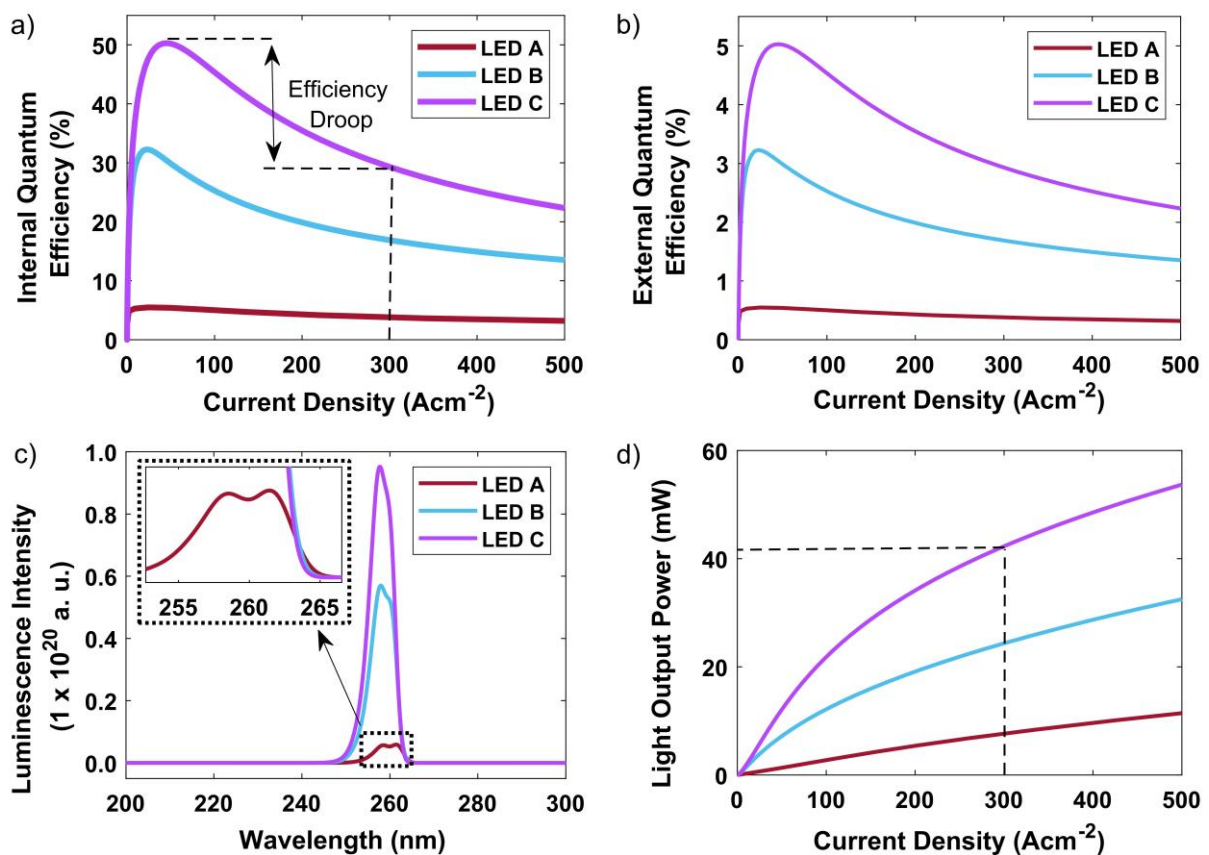 a)
Internal Quantum
Efficiency (%)
50
40
30
20
10
0
0 100 200 300 400 500
Current Density (Acm⁻²)
LED A
LED B
LED C
Efficiency
Droop
b)
External Quantum
Efficiency (%)
5
4
3
2
1
0
0 100 200 300 400 500
Current Density (Acm⁻²)
LED A
LED B
LED C
c)
Luminescence Intensity
(1 x 10²⁰ a. u.)
1.0
0.8
0.6
0.4
0.2
0.0
200 220 240 260 280 300
Wavelength (nm)
255 260 265
LED A
LED B
LED C
d)
Light Output Power (mW)
60
40
20
0
0 100 200 300 400 500
Current Density (Acm⁻²)
LED A
LED B
LED C